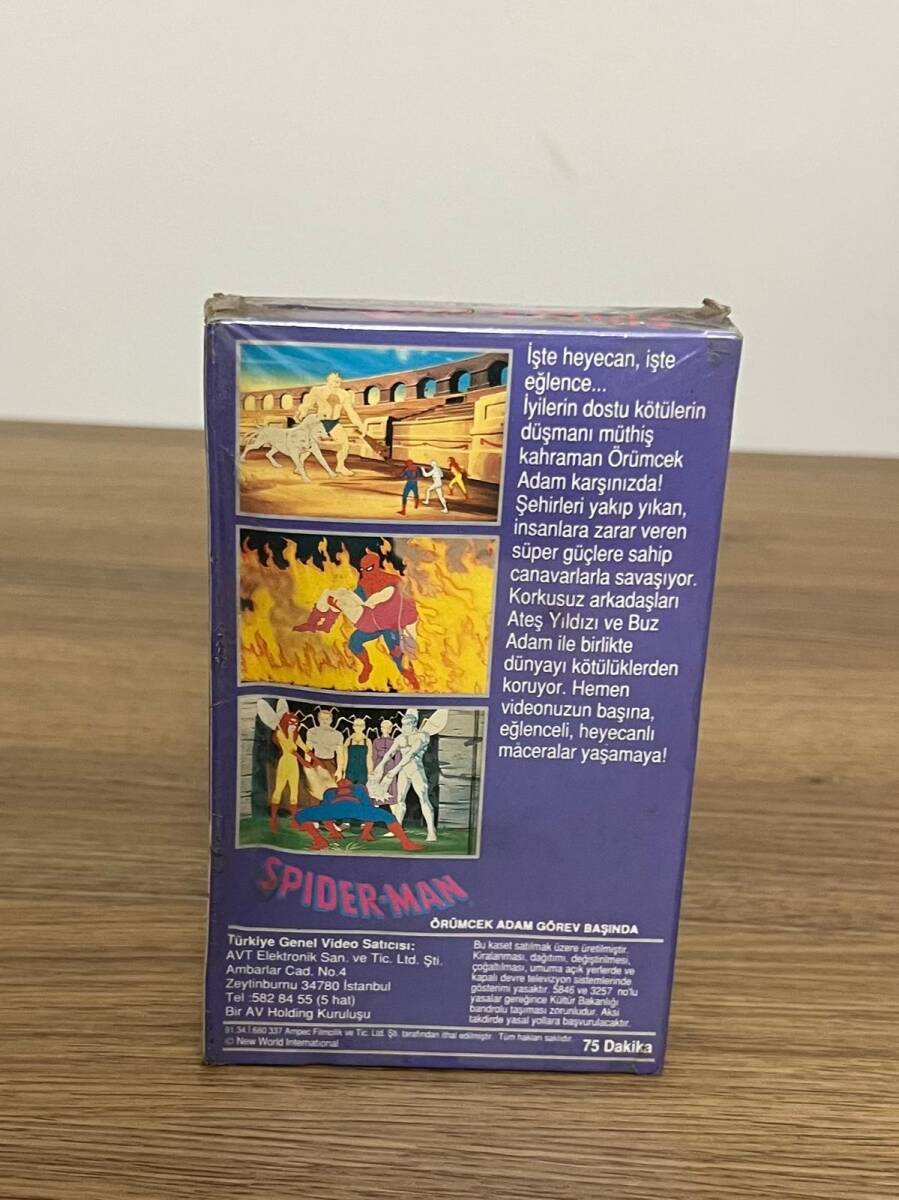 İşte heyecan, işte
eğlence...
İyilerin dostu kötülerin
düşmanı müthiş
kahraman Örümcek
Adam karşınızda!
Şehirleri yakıp yıkan,
insanlara zarar veren
süper güçlere sahip
canavarlarla savaşıyor.
Korkusuz arkadaşları
Ateş Yıldızı ve Buz
Adam ile birlikte
dünyayı kötülüklerden
koruyor. Hemen
videonuzun başına,
eğlenceli, heyecanlı
mâceralar yaşamaya!
SPIDER-MAN
ÖRÜMCEK ADAM GÖREV BAŞINDA
Türkiye Genel Video Satıcısı:
AVT Elektronik San. ve Tic. Ltd. Şti.
Ambarlar Cad. No.4
Zeytinburnu 34780 İstanbul
Tel :582 84 55 (5 hat)
Bir AV Holding Kuruluşu
Bu kaset satılmak üzere üretilmiştir.
Kiralanması, dağıtımı, değiştirilmesi,
çoğaltılması, umuma açık yerlerde ve
kapalı devre televizyon sistemlerinde
gösterimi yasaktır. 5846 ve 3257 no'lu
yasalar gereğince Kültür Bakanlığı
bandrolu taşıması zorunludur. Aksi
takdirde yasal yollara başvurulacaktır.
91.34.İ.680 337 Ampec Filmcilik ve Tic. Ltd. Şti. tarafından ithal edilmiştir. Tüm hakları saklıdır.
© New World International
75 Dakika